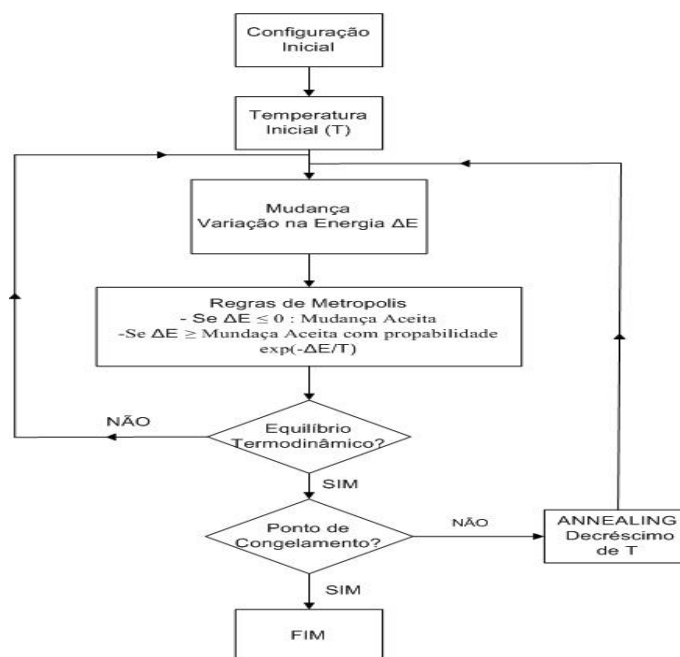 Configuração
Inicial
Temperatura
Inicial (T)
Mudança
Variação na Energia ΔE
Regras de Metropolis
- Se ΔE ≤ 0 : Mudança Aceita
-Se ΔE ≥ Mundaça Aceita com propabilidade
exp(-ΔE/T)
NÃO
Equilíbrio
Termodinâmico?
SIM
Ponto de
Congelamento?
NÃO
ANNEALING
Decréscimo
de T
SIM
FIM